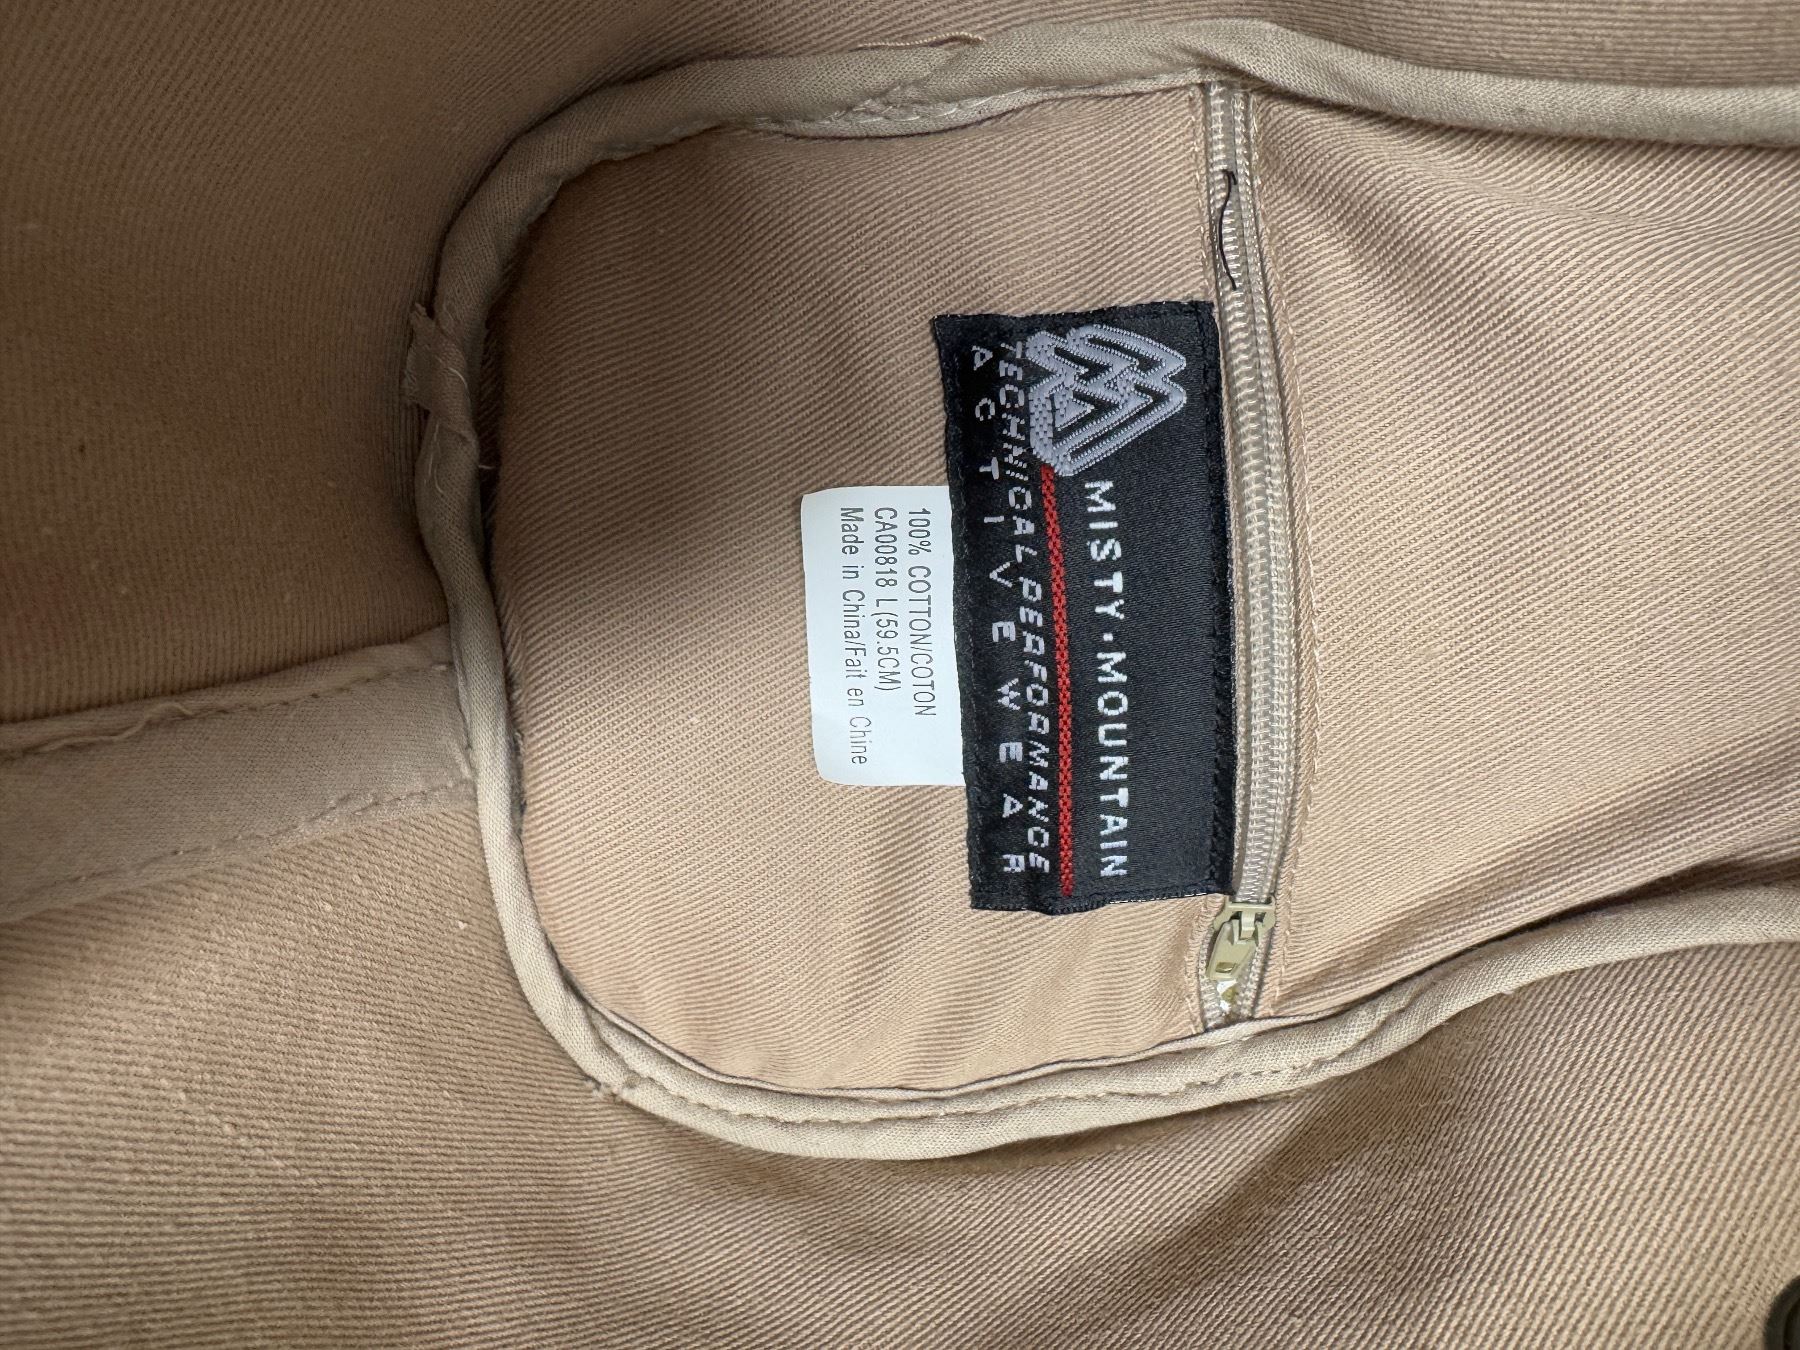 MISTY·MOUNTAIN
TECHNICAL PERFORMANCE
ACTIVEWEAR
100% COTTON/COTON
CA00818 L (59.5CM)
Made in China/Fait en Chine